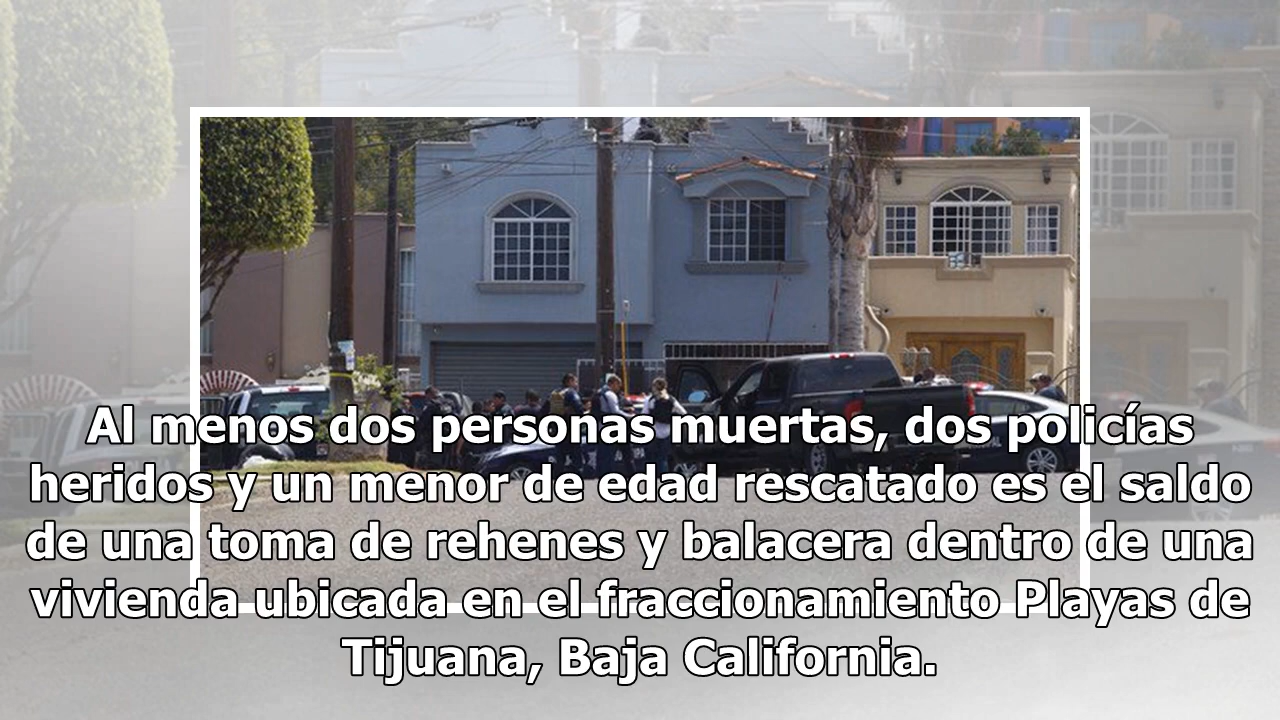 Al menos dos personas muertas, dos policías
heridos y un menor de edad rescatado es el saldo
de una toma de rehenes y balacera dentro de una
vivienda ubicada en el fraccionamiento Playas de
Tijuana, Baja California.